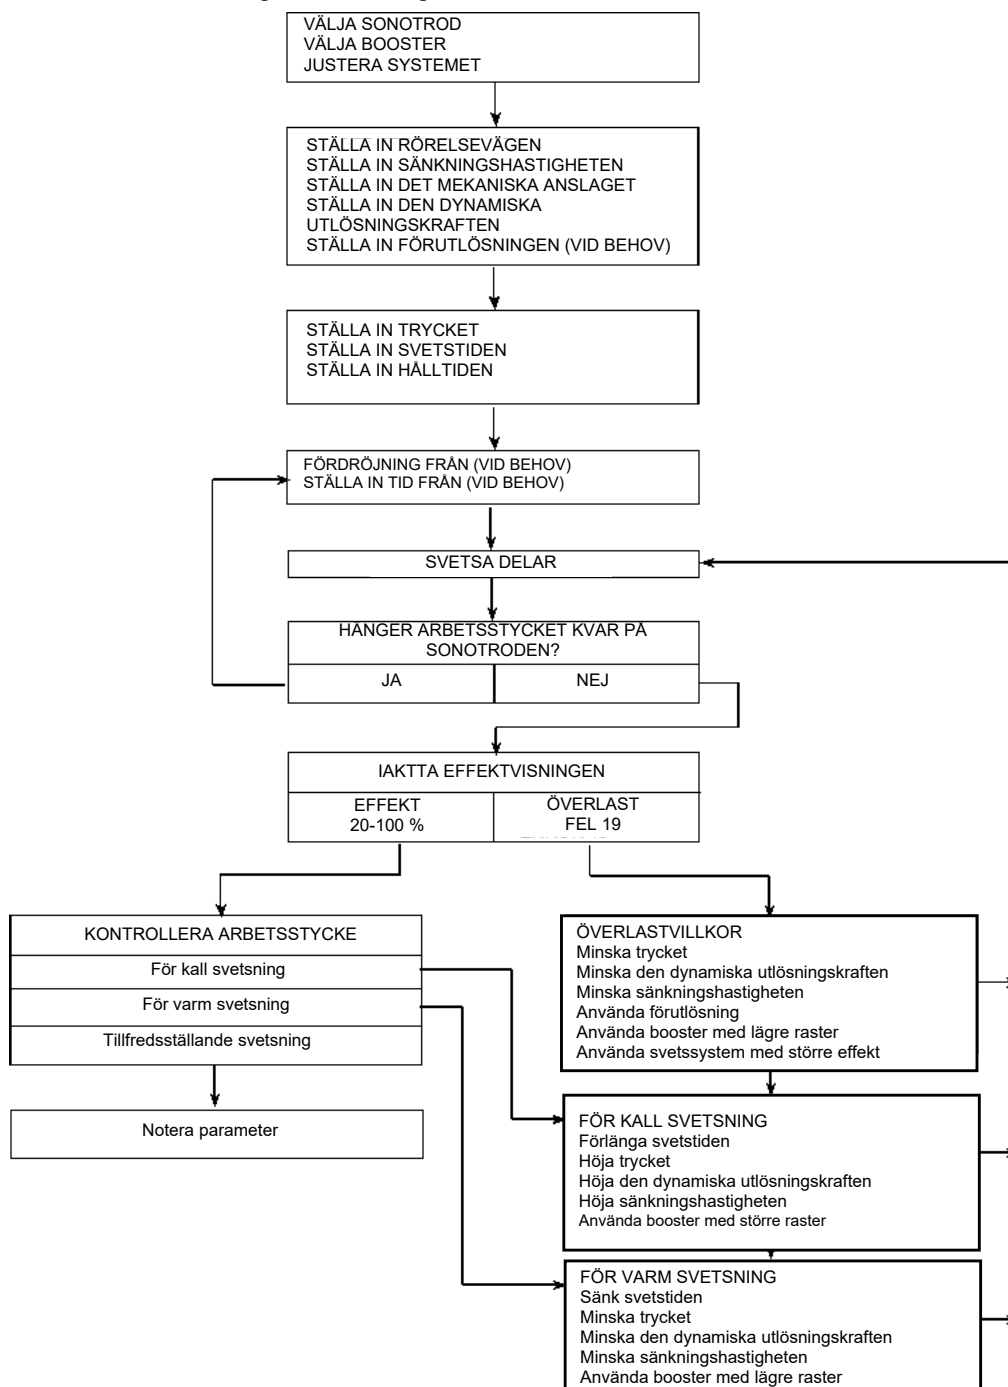 VÄLJA SONOTROD
VÄLJA BOOSTER
JUSTERA SYSTEMET
STÄLLA IN RÖRELSEVÄGEN
STÄLLA IN SÄNKNINGSHASTIGHETEN
STÄLLA IN DET MEKANISKA ANSLAGET
STÄLLA IN DEN DYNAMISKA
UTLÖSNINGSKRAFTEN
STÄLLA IN FÖRUTLÖSNINGEN (VID BEHOV)
STÄLLA IN TRYCKET
STÄLLA IN SVETSTIDEN
STÄLLA IN HÅLLTIDEN
FÖRDRÖJNING FRÅN (VID BEHOV)
STÄLLA IN TID FRÅN (VID BEHOV)
SVETSA DELAR
HÄNGER ARBETSSTYCKET KVAR PÅ
SONOTRODEN?
JA
NEJ
IAKTTA EFFEKTVISNINGEN
EFFEKT
20-100 %
ÖVERLAST
FEL 19
KONTROLLERA ARBETSSTYCKE
För kall svetsning
För varm svetsning
Tillfredsställande svetsning
Notera parameter
ÖVERLASTVILLKOR
Minska trycket
Minska den dynamiska utlösningskraften
Minska sänkningshastigheten
Använda förutlösning
Använda booster med lägre raster
Använda svetssystem med större effekt
FÖR KALL SVETSNING
Förlänga svetstiden
Höja trycket
Höja den dynamiska utlösningskraften
Höja sänkningshastigheten
Använda booster med större raster
FÖR VARM SVETSNING
Sänk svetstiden
Minska trycket
Minska den dynamiska utlösningskraften
Minska sänkningshastigheten
Använda booster med lägre raster